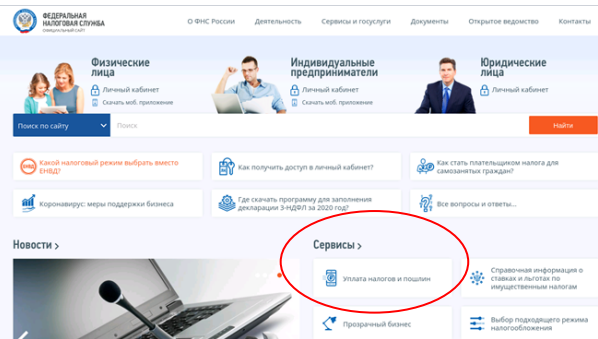 ФЕДЕРАЛЬНАЯ
НАЛОГОВАЯ СЛУЖБА
ОФИЦИАЛЬНЫЙ САЙТ
О ФНС России Деятельность Сервисы и госуслуги Документы Открытое ведомство Контакты
Физические
лица
Личный кабинет
Скачать моб. приложение
Индивидуальные
предприниматели
Личный кабинет
Скачать моб. приложение
Юридические
лица
Личный кабинет
Поиск по сайту Поиск Найти
ЕНВД
Какой налоговый режим выбрать вместо
ЕНВД?
Как получить доступ в личный кабинет?
Как стать плательщиком налога для
самозанятых граждан?
Коронавирус: меры поддержки бизнеса
Где скачать программу для заполнения
декларации 3-НДФЛ за 2020 год?
Все вопросы и ответы...
Новости >
Сервисы >
Уплата налогов и пошлин
Справочная информация о
ставках и льготах по
имущественным налогам
Прозрачный бизнес
Выбор подходящего режима
налогообложения